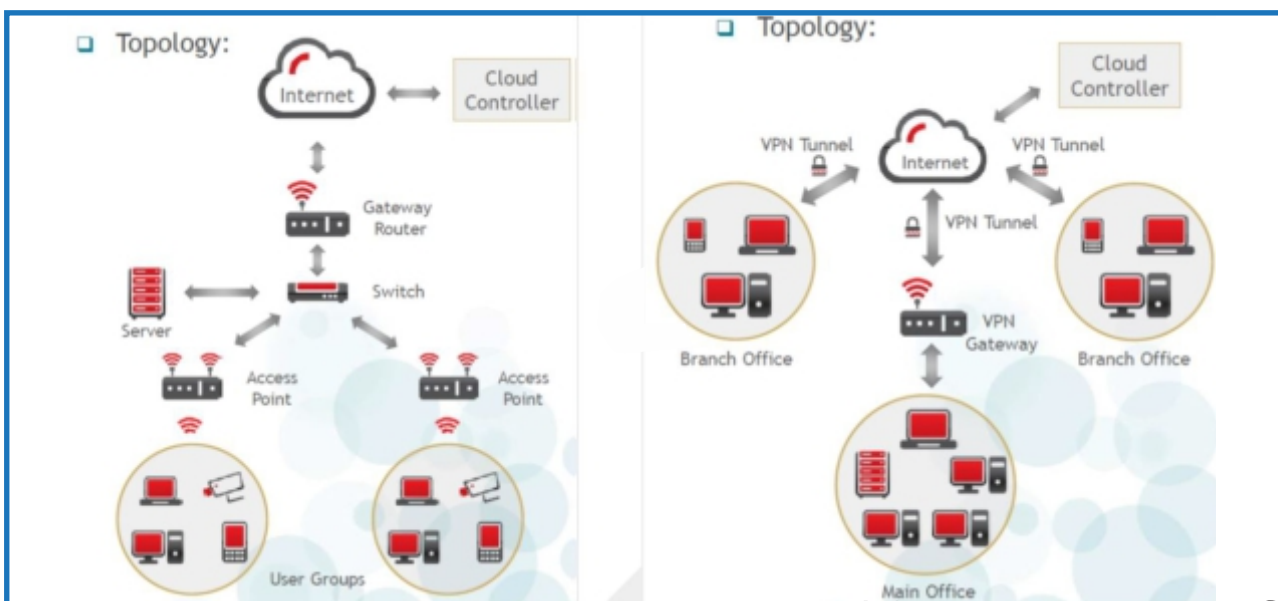 Topology:
Internet
Cloud
Controller
Gateway
Router
Switch
Server
Access
Point
Access
Point
User Groups
Topology:
Cloud
Controller
VPN Tunnel
VPN Tunnel
Internet
VPN Tunnel
VPN
Gateway
Branch Office
Branch Office
Main Office